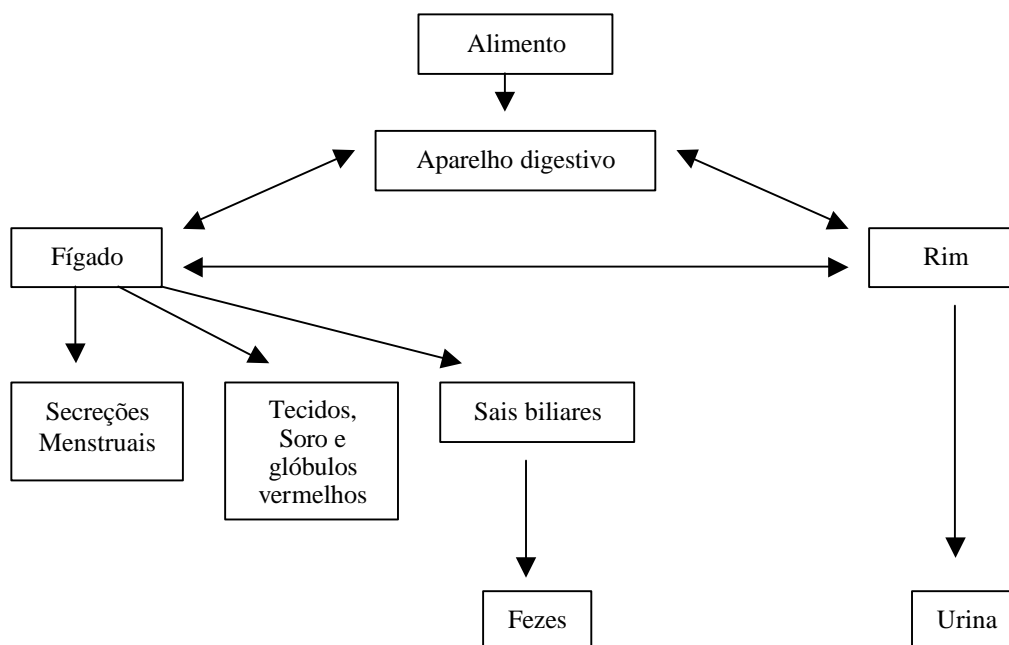 Alimento
Aparelho digestivo
Fígado
Rim
Secreções
Menstruais
Tecidos,
Soro e
glóbulos
vermelhos
Sais biliares
Fezes
Urina